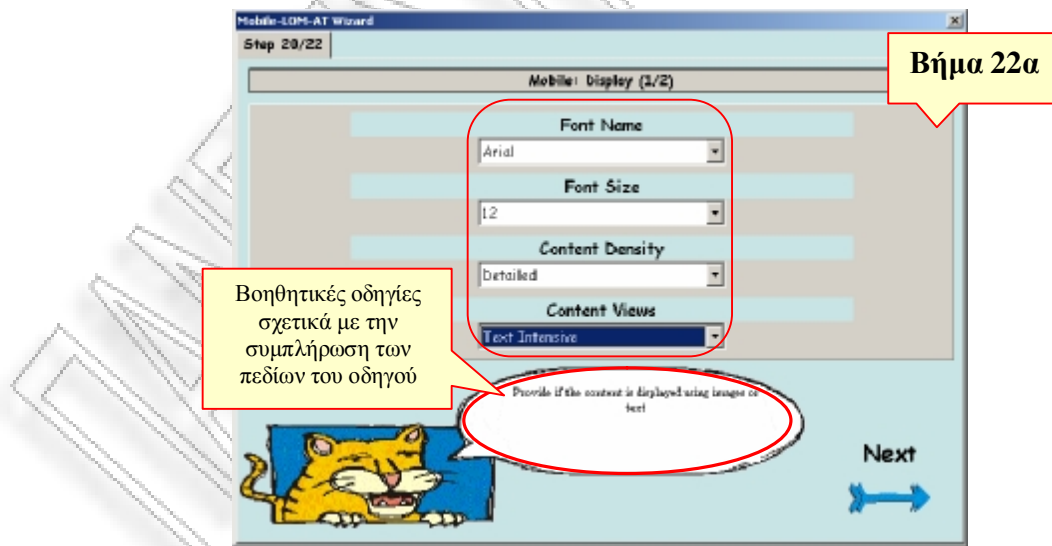 Mobile-LOM-AT Wizard
Step 20/22
Βήμα 22α
Mobile: Display (1/2)
Font Name
Arial
Font Size
12
Content Density
Detailed
Content Views
Text Intensive
Βοηθητικές οδηγίες
σχετικά με την
συμπλήρωση των
πεδίων του οδηγού
Provide if the content is displayed using images or
text
Next